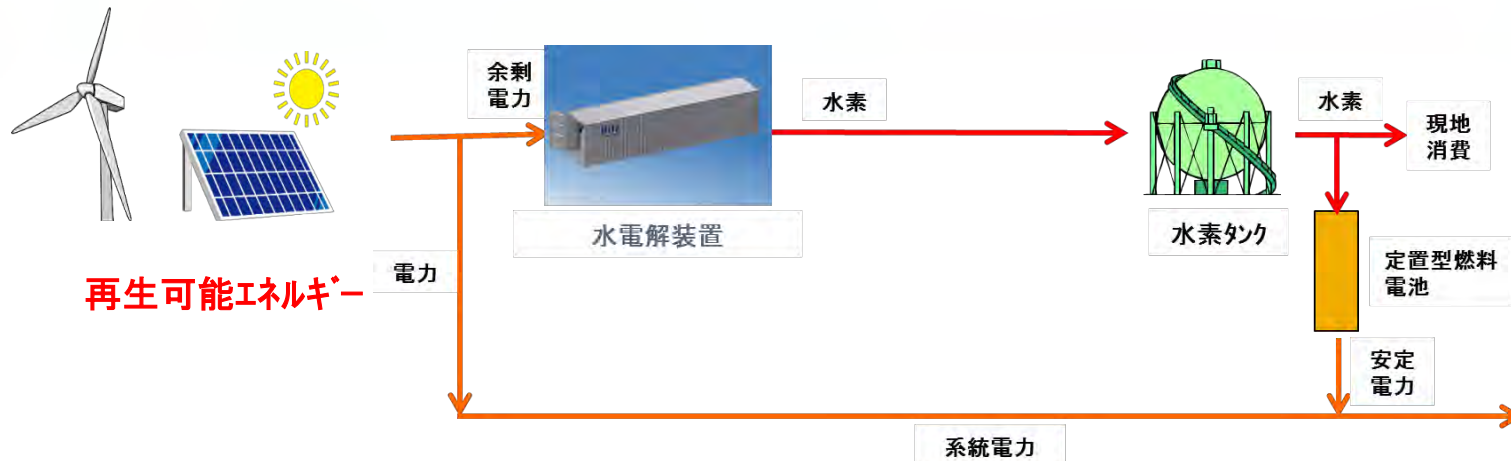 余剰
電力
水素
水素
現地
消費
水電解装置
水素タンク
再生可能エネルギー
電力
定置型燃料
電池
安定
電力
系統電力